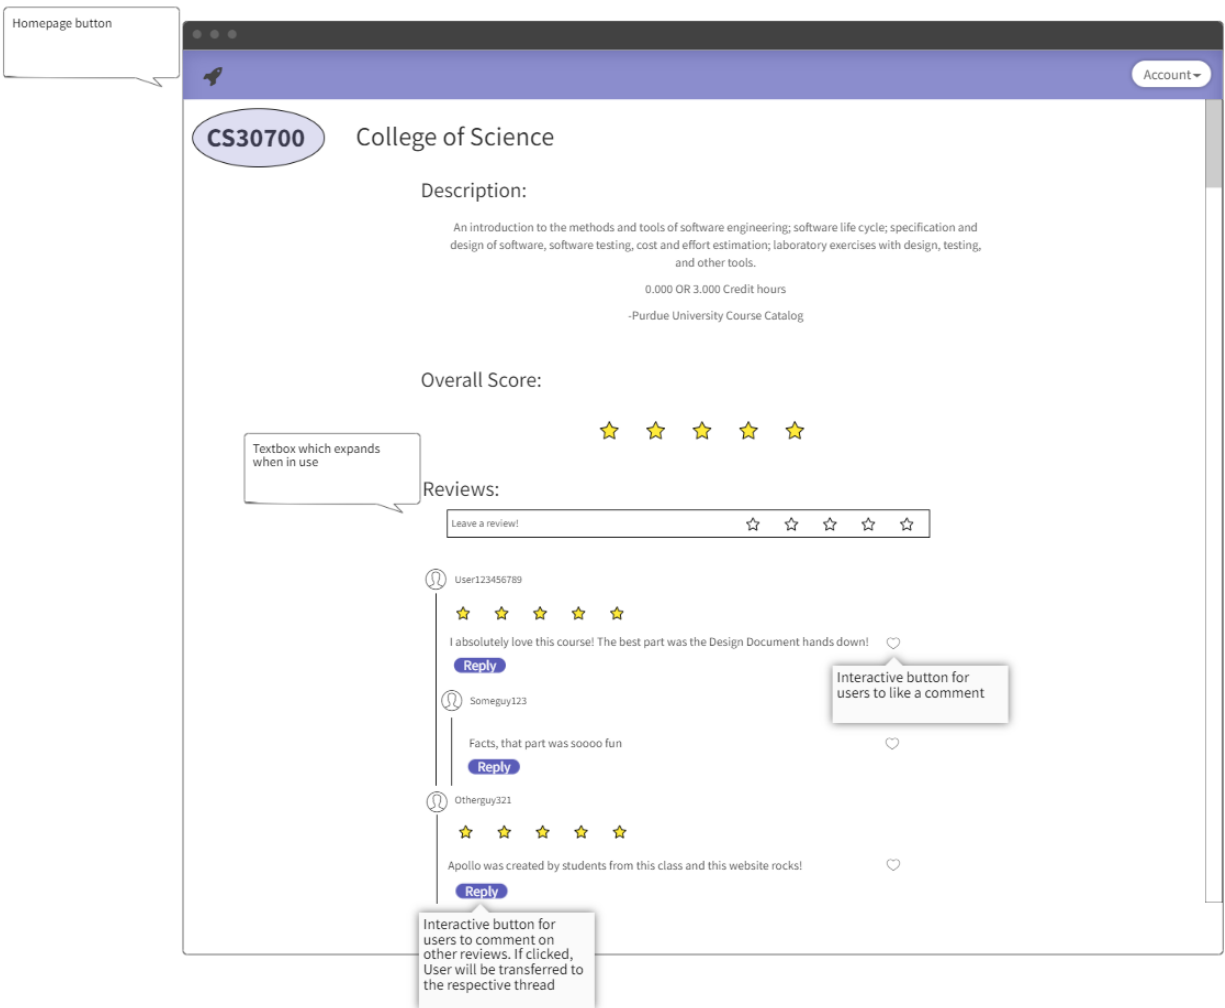 Homepage button
Account
CS30700
College of Science
Description:
An introduction to the methods and tools of software engineering; software life cycle; specification and
design of software, software testing, cost and effort estimation; laboratory exercises with design, testing,
and other tools.
0.000 OR 3.000 Credit hours
-Purdue University Course Catalog
Overall Score:
Textbox which expands
when in use
Reviews:
Leave a review!
User123456789
I absolutely love this course! The best part was the Design Document hands down!
Reply
Interactive button for
users to like a comment
Someguy123
Facts, that part was soooo fun
Reply
Otherguy321
Apollo was created by students from this class and this website rocks!
Reply
Interactive button for
users to comment on
other reviews. If clicked,
User will be transferred to
the respective thread